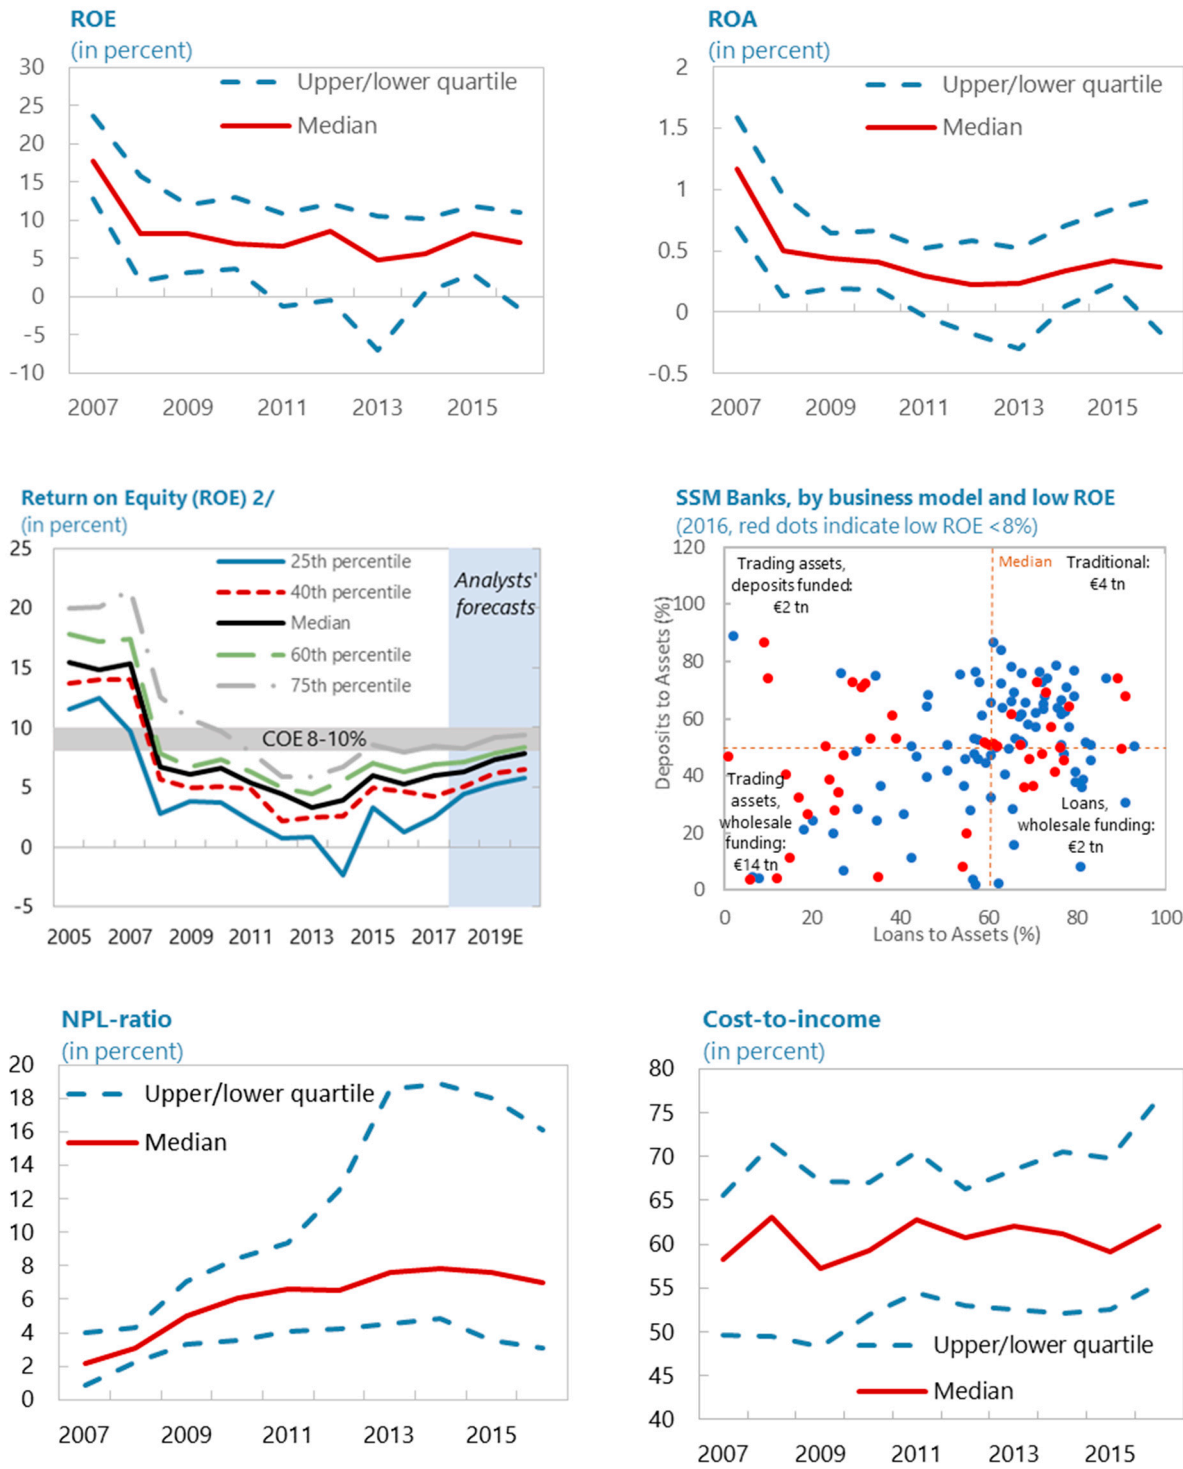 ROE
(in percent)
30
25
20
15
10
5
0
-5
-10
Upper/lower quartile
Median
2007 2009 2011 2013 2015
ROA
(in percent)
2
1.5
1
0.5
0
-0.5
Upper/lower quartile
Median
2007 2009 2011 2013 2015
Return on Equity (ROE) 2/
(in percent)
25
20
15
10
5
0
-5
25th percentile
40th percentile
Median
60th percentile
75th percentile
Analysts'
forecasts
COE 8-10%
2005 2007 2009 2011 2013 2015 2017 2019E
SSM Banks, by business model and low ROE
(2016, red dots indicate low ROE <8%)
120
100
80
60
40
20
0
Deposits to Assets (%)
Trading assets,
deposits funded:
€2 tn
Median
Traditional:
€4 tn
Trading
assets,
wholesale
funding:
€14 tn
Loans,
wholesale funding:
€2 tn
0 20 40 60 80 100
Loans to Assets (%)
NPL-ratio
(in percent)
20
18
16
14
12
10
8
6
4
2
0
Upper/lower quartile
Median
2007 2009 2011 2013 2015
Cost-to-income
(in percent)
80
75
70
65
60
55
50
45
40
Upper/lower quartile
Median
2007 2009 2011 2013 2015